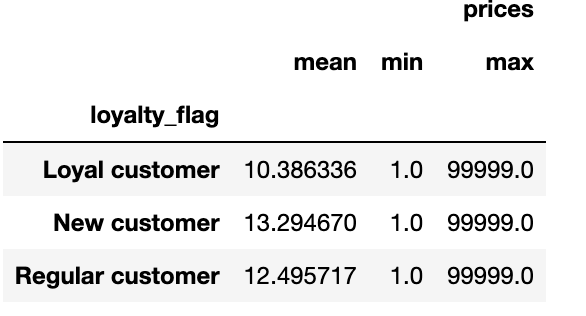 prices
mean min max
loyalty_flag
Loyal customer 10.386336 1.0 99999.0
New customer 13.294670 1.0 99999.0
Regular customer 12.495717 1.0 99999.0